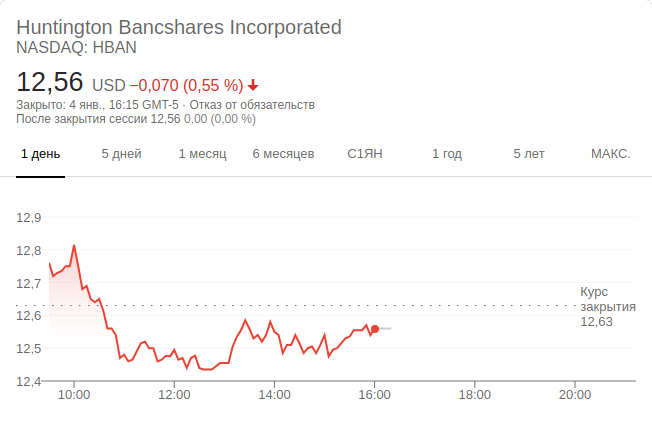 Huntington Bancshares Incorporated
NASDAQ: HBAN
12,56 USD −0,070 (0,55 %)
Закрыто: 4 янв., 16:15 GMT-5 · Отказ от обязательств
После закрытия сессии 12,56 0,00 (0,00 %)
1 день 5 дней 1 месяц 6 месяцев С1ЯН 1 год 5 лет МАКС.
12,9
12,8
12,7
12,6
12,5
12,4
Курс
закрытия
12,63
10:00 12:00 14:00 16:00 18:00 20:00